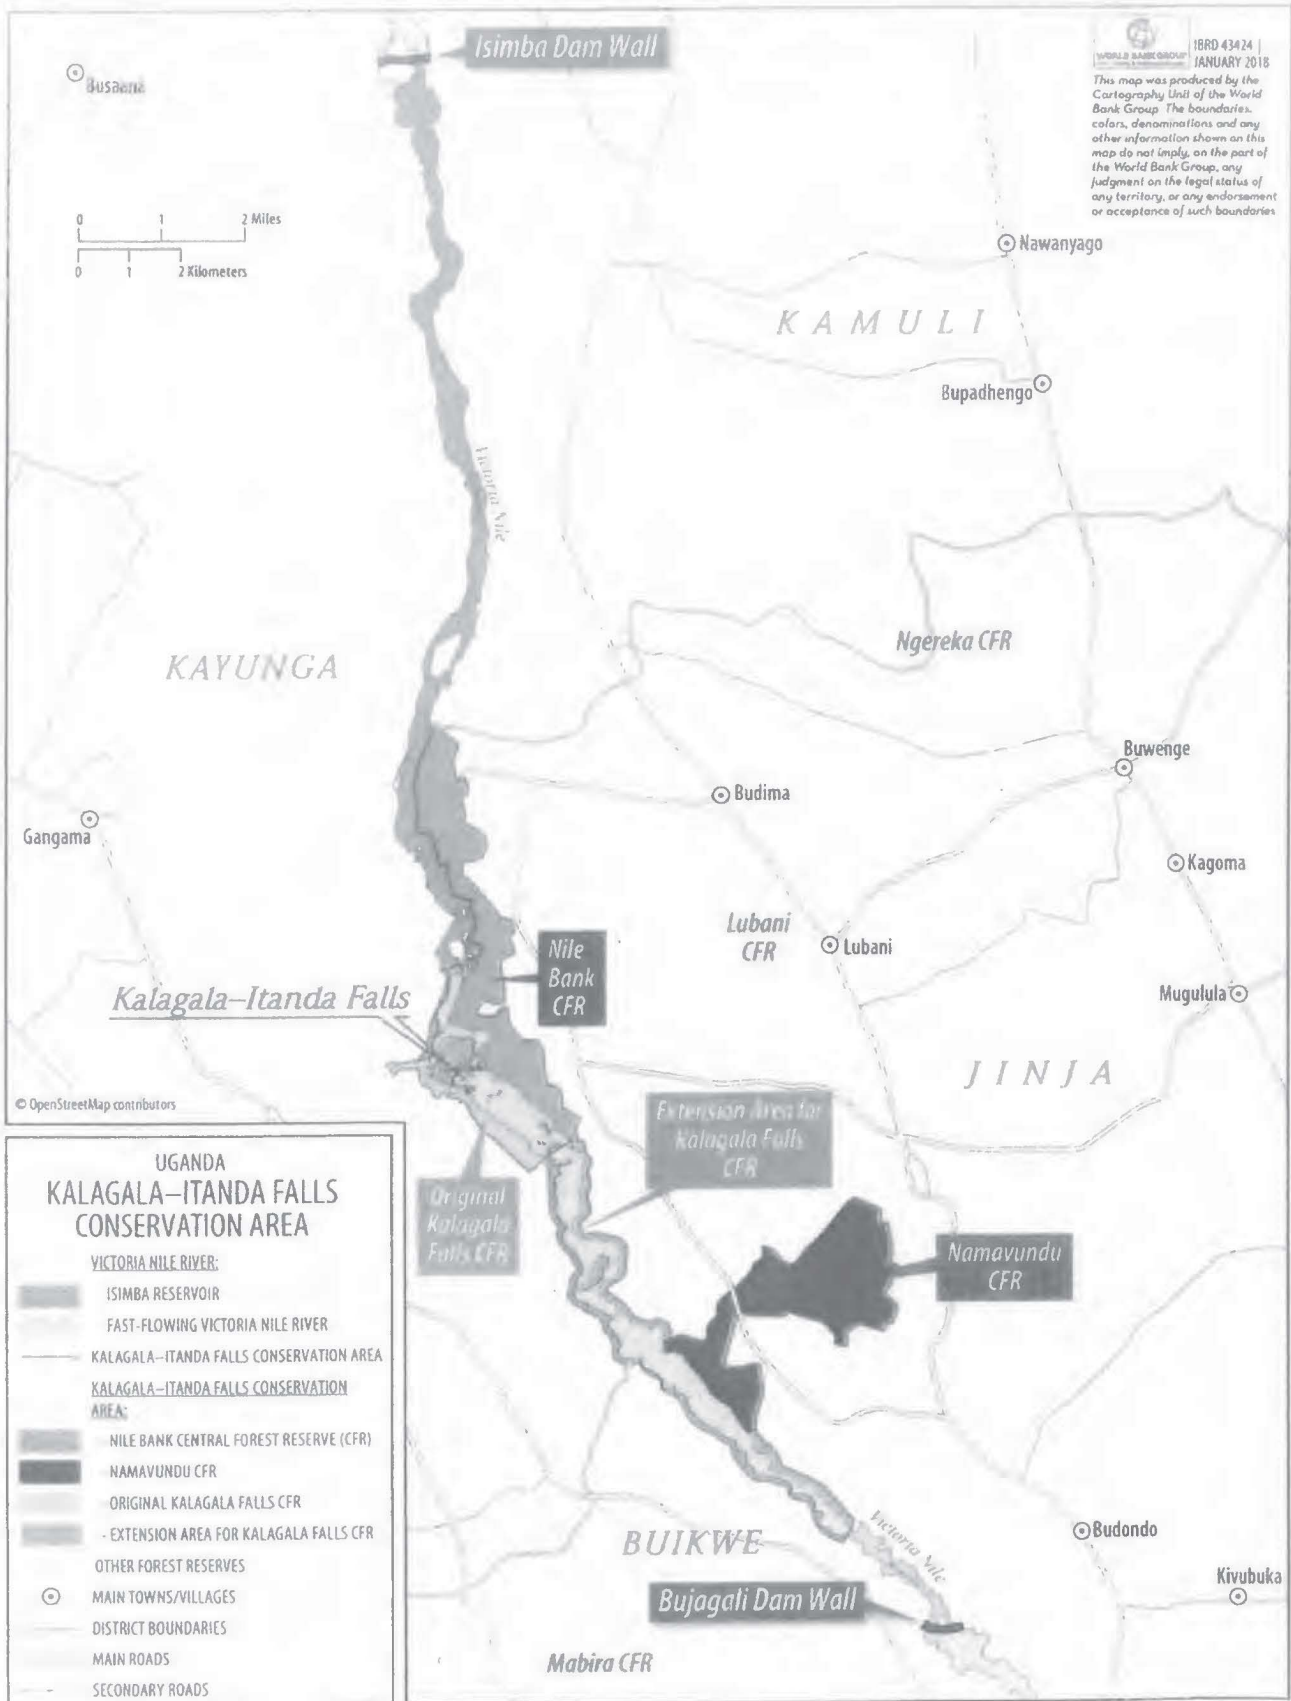 Isimba Dam Wall
WORLD BANK GROUP
IBRD 43424 |
JANUARY 2018
This map was produced by the
Cartography Unit of the World
Bank Group. The boundaries,
colors, denominations and any
other information shown on this
map do not imply, on the part of
the World Bank Group, any
judgment on the legal status of
any territory, or any endorsement
or acceptance of such boundaries
Busaana
0 1 2 Miles
0 1 2 Kilometers
Nawanyago
KAMULI
Bupadhengo
Victoria Nile
Ngereka CFR
KAYUNGA
Buwenge
Budima
Gangama
Kagoma
Lubani
CFR
Lubani
Nile
Bank
CFR
Mugulula
Kalagala–Itanda Falls
JINJA
© OpenStreetMap contributors
Extension Area for
Kalagala Falls
CFR
Original
Kalagala
Falls CFR
Namavundu
CFR
UGANDA
KALAGALA–ITANDA FALLS
CONSERVATION AREA
VICTORIA NILE RIVER:
ISIMBA RESERVOIR
FAST-FLOWING VICTORIA NILE RIVER
KALAGALA–ITANDA FALLS CONSERVATION AREA
KALAGALA–ITANDA FALLS CONSERVATION
AREA:
NILE BANK CENTRAL FOREST RESERVE (CFR)
NAMAVUNDU CFR
ORIGINAL KALAGALA FALLS CFR
- EXTENSION AREA FOR KALAGALA FALLS CFR
OTHER FOREST RESERVES
MAIN TOWNS/VILLAGES
DISTRICT BOUNDARIES
MAIN ROADS
SECONDARY ROADS
BUIKWE
Victoria Nile
Budondo
Kivubuka
Bujagali Dam Wall
Mabira CFR